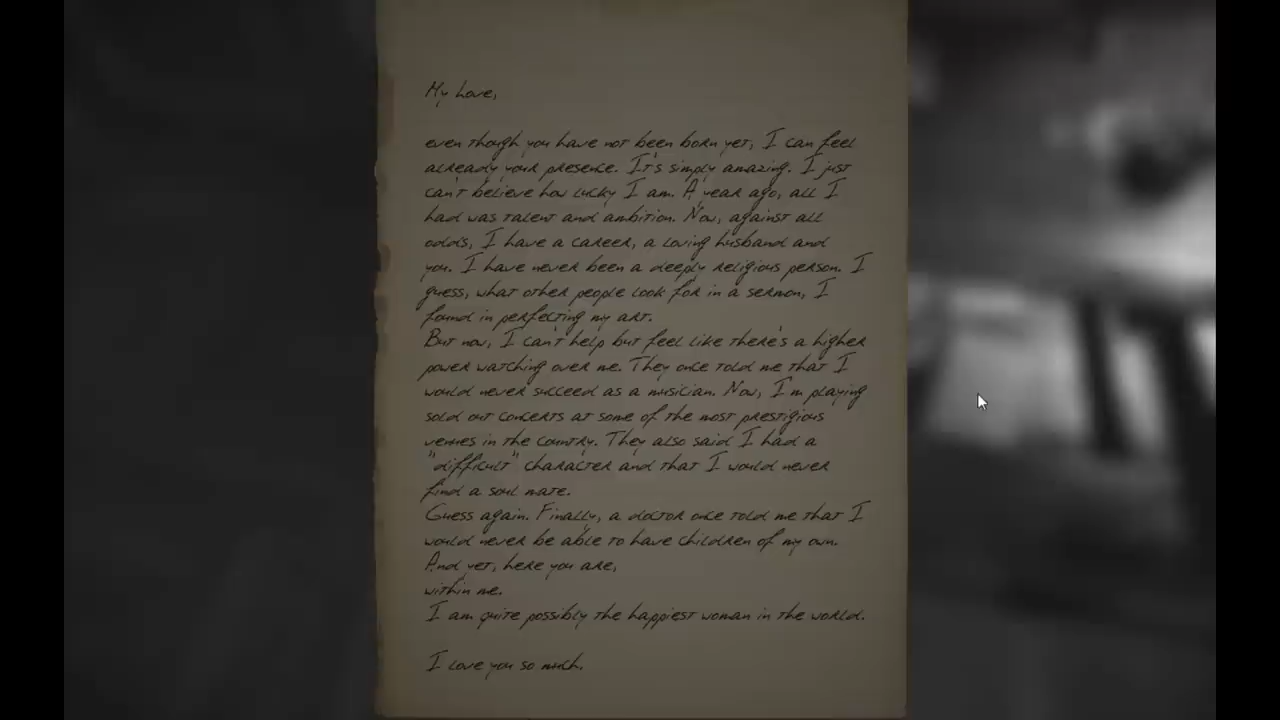 My Love,
even though you have not been born yet, I can feel
already your presence. It's simply amazing. I just
can't believe how lucky I am. A year ago, all I
had was talent and ambition. Now, against all
odds, I have a career, a loving husband and
you. I have never been a deeply religious person. I
guess, what other people look for in a sermon, I
found in perfecting my art.
But now, I can't help but feel like there's a higher
power watching over me. They once told me that I
would never succeed as a musician. Now, I'm playing
sold out concerts at some of the most prestigious
venues in the country. They also said I had a
"difficult" character and that I would never
find a soul mate.
Guess again. Finally, a doctor once told me that I
would never be able to have children of my own.
And yet, here you are,
within me.
I am quite possibly the happiest woman in the world.
I love you so much.